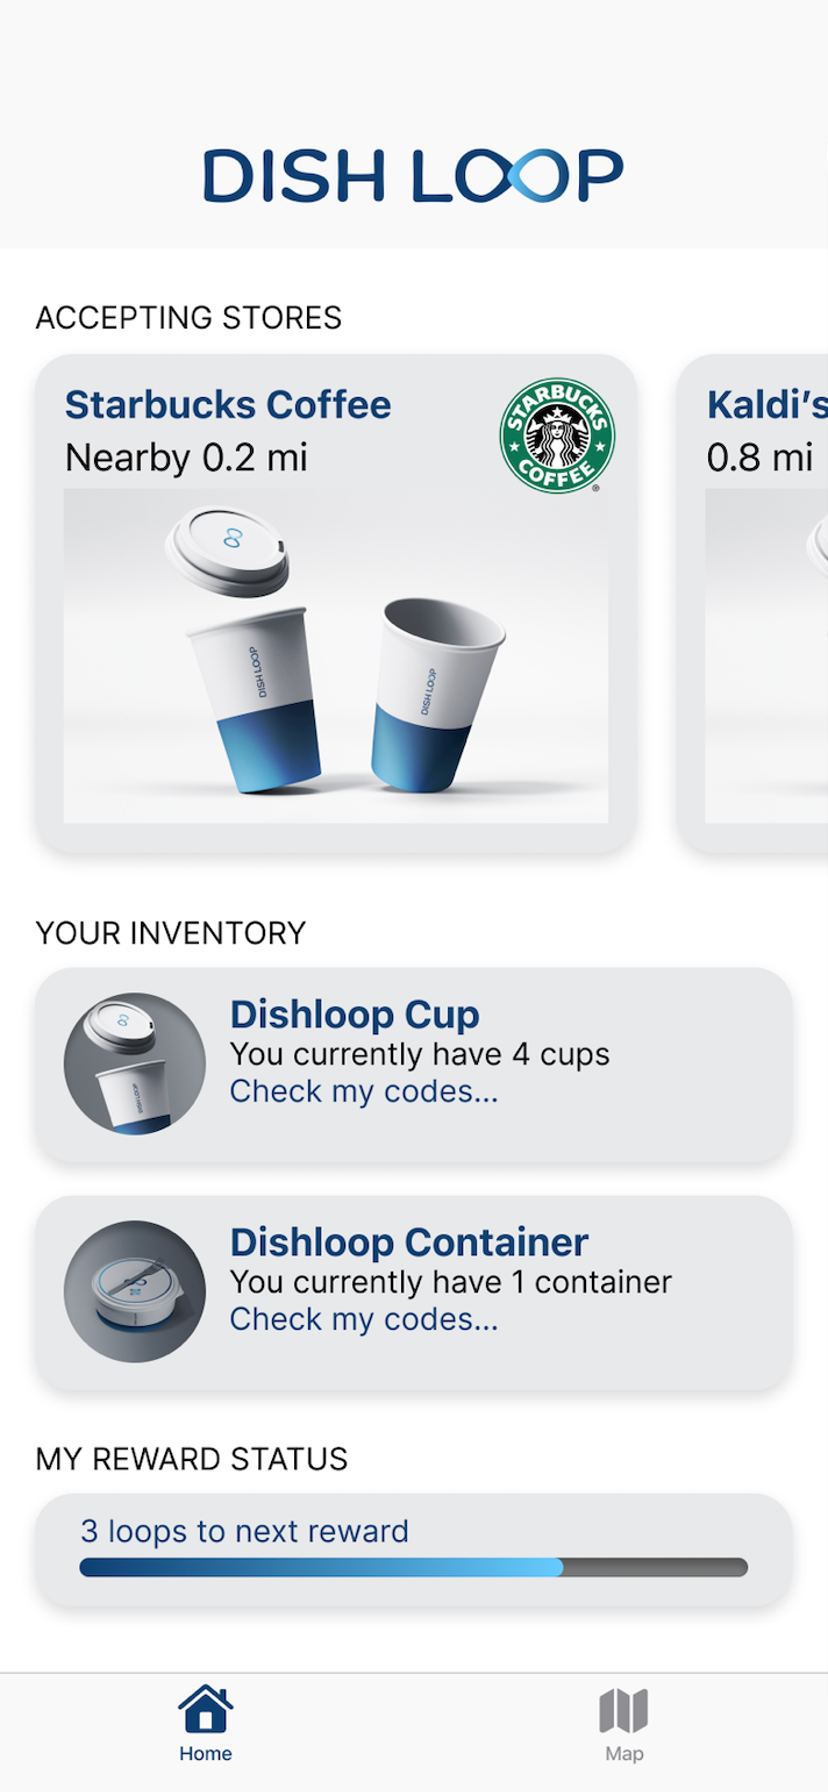 DISH LOOP
ACCEPTING STORES
Starbucks Coffee
Nearby 0.2 mi
STARBUCKS
COFFEE
®
Kaldi's
0.8 mi
DISH LOOP
DISH LOOP
YOUR INVENTORY
Dishloop Cup
You currently have 4 cups
Check my codes...
DISH LOOP
Dishloop Container
You currently have 1 container
Check my codes...
MY REWARD STATUS
3 loops to next reward
Home
Map